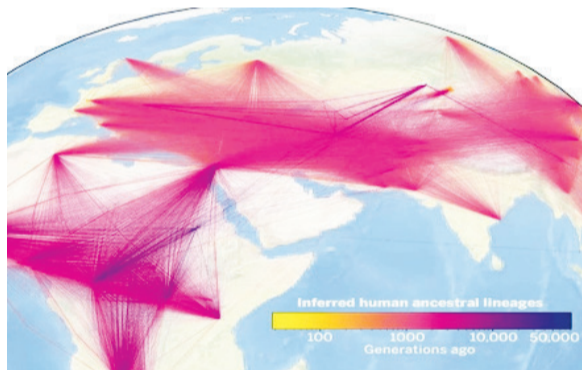 Inferred human ancestral lineages
100 1000 10,000 50,000
Generations ago